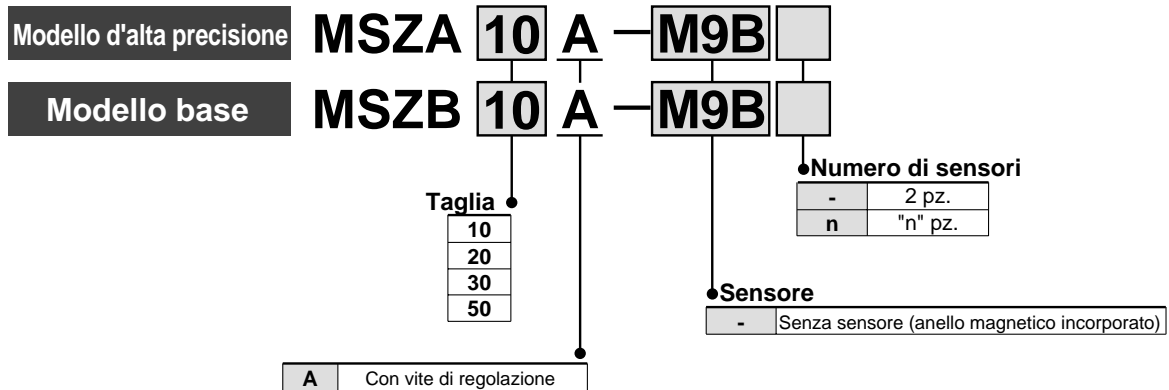 Modello d'alta precisione MSZA 10 A — M9B
Modello base MSZB 10 A — M9B
Numero di sensori
- 2 pz.
n "n" pz.
Taglia
10
20
30
50
Sensore
- Senza sensore (anello magnetico incorporato)
A Con vite di regolazione